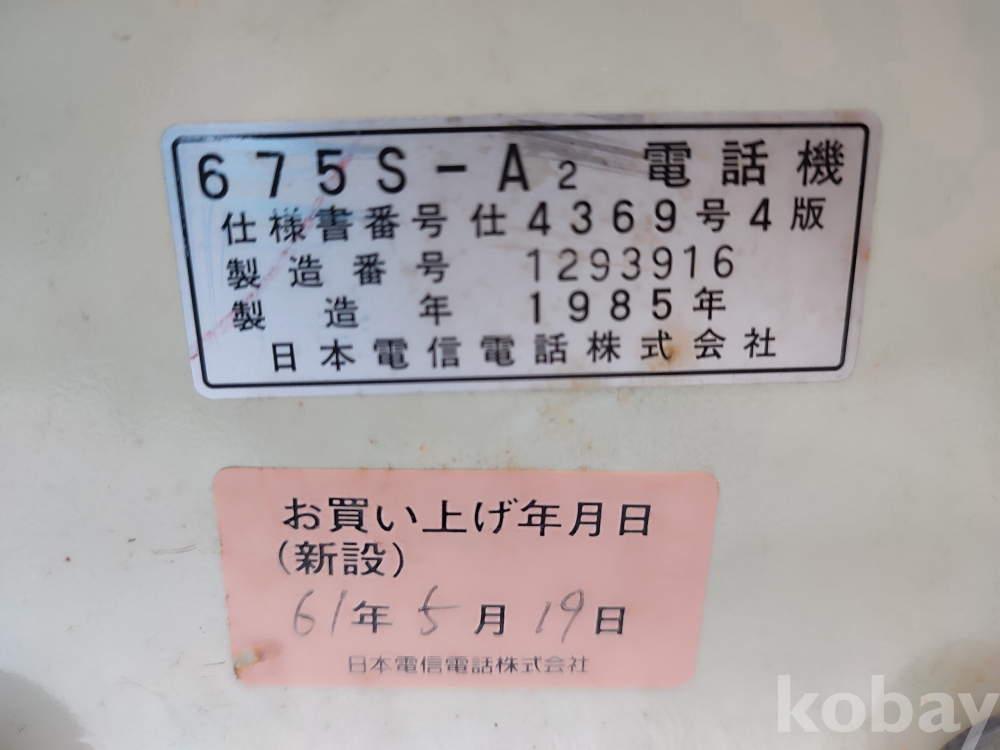 675S-A2 電話機
仕様書番号仕4369号4版
製造番号 1293916
製造年 1985年
日本電信電話株式会社
お買い上げ年月日
(新設)
61年5月19日
日本電信電話株式会社
kobay